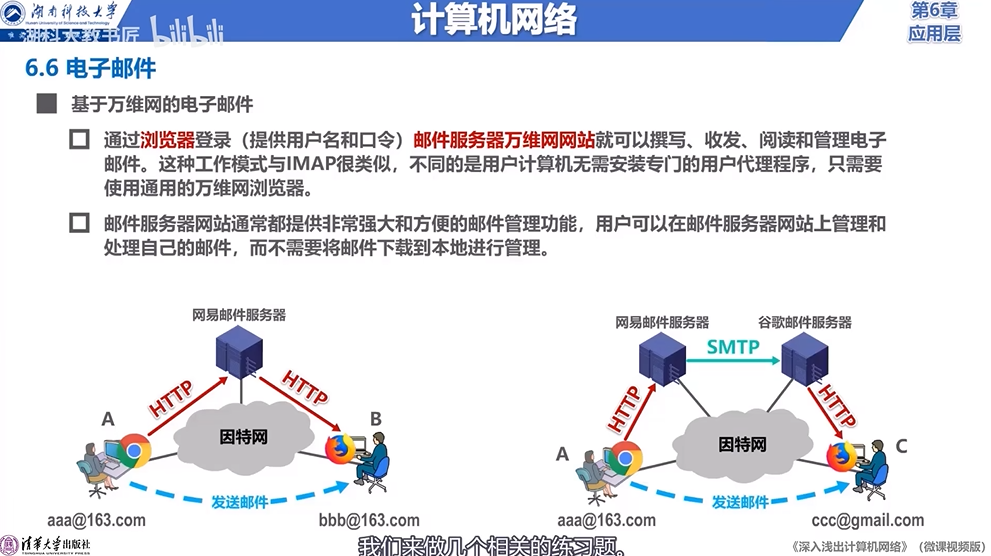 湖南科技大学
Hunan University of Science and Technology
湖科大教书匠
bilibili
计算机网络
第6章
应用层
6.6 电子邮件
基于万维网的电子邮件
通过浏览器登录（提供用户名和口令）邮件服务器万维网网站就可以撰写、收发、阅读和管理电子
邮件。这种工作模式与IMAP很类似，不同的是用户计算机无需安装专门的用户代理程序，只需要
使用通用的万维网浏览器。
邮件服务器网站通常都提供非常强大和方便的邮件管理功能，用户可以在邮件服务器网站上管理和
处理自己的邮件，而不需要将邮件下载到本地进行管理。
网易邮件服务器
HTTP
HTTP
A
B
因特网
发送邮件
aaa@163.com
bbb@163.com
网易邮件服务器
谷歌邮件服务器
SMTP
HTTP
HTTP
A
C
因特网
发送邮件
aaa@163.com
ccc@gmail.com
我们来做几个相关的练习题。
清华大学出版社
TSINGHUA UNIVERSITY PRESS
《深入浅出计算机网络》（微课视频版）